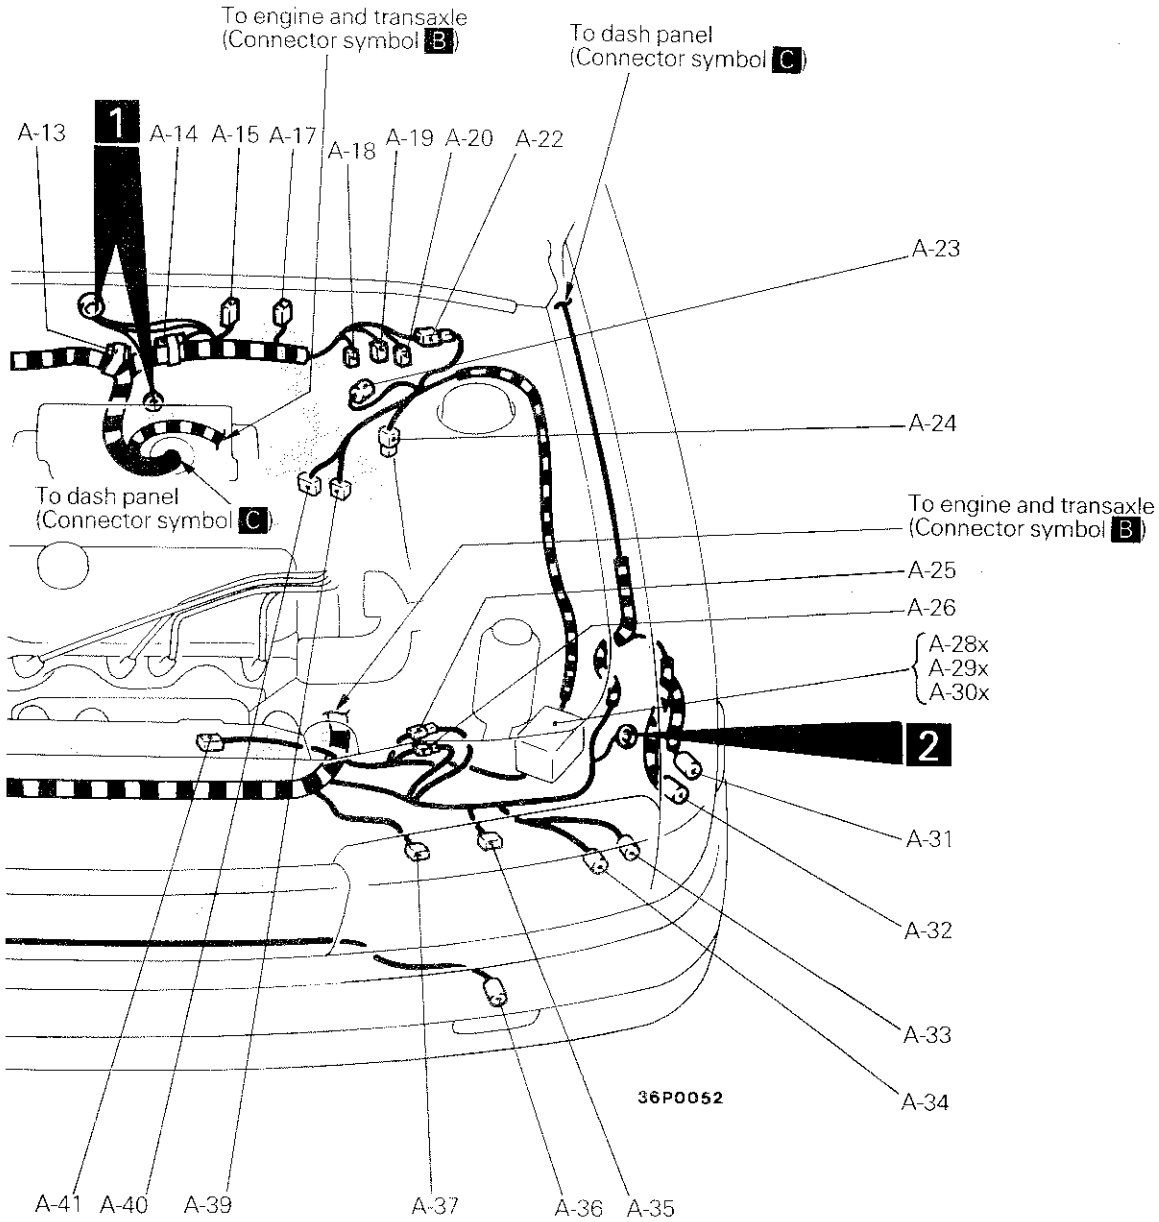 To engine and transaxle
(Connector symbol B)
To dash panel
(Connector symbol C)
A-13
1
A-14
A-15
A-17
A-18
A-19
A-20
A-22
A-23
A-24
To dash panel
(Connector symbol C)
To engine and transaxle
(Connector symbol B)
A-25
A-26
A-28x
A-29x
A-30x
2
A-31
A-32
A-33
36P0052
A-34
A-41
A-40
A-39
A-37
A-36
A-35